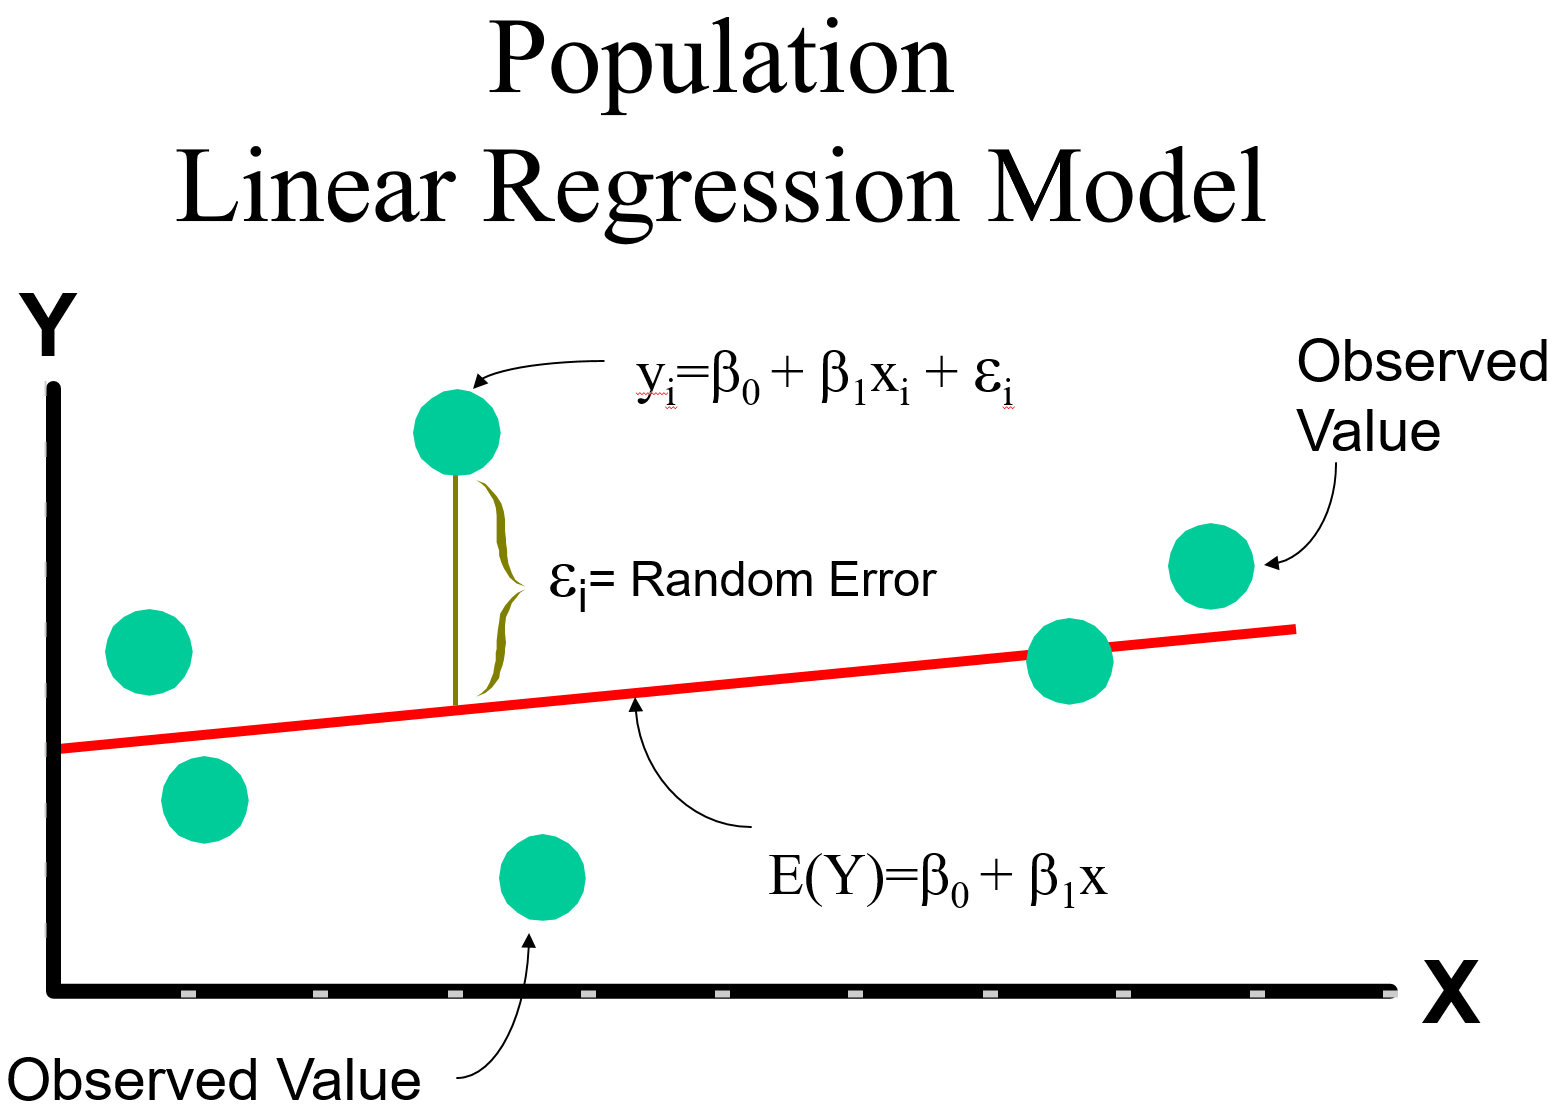 Population
Linear Regression Model
Y
yᵢ=β₀ + β₁xᵢ + εᵢ
Observed
Value
εᵢ= Random Error
E(Y)=β₀ + β₁x
X
Observed Value